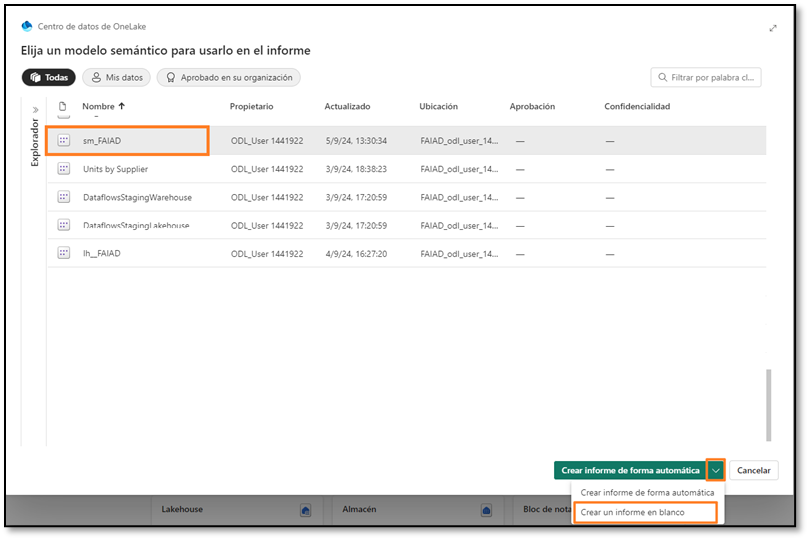 Centro de datos de OneLake
Elija un modelo semántico para usarlo en el informe
Todas Mis datos Aprobado en su organización Filtrar por palabra cl...
Explorador
Nombre Propietario Actualizado Ubicación Aprobación Confidencialidad
sm_FAIAD ODL_User 1441922 5/9/24, 13:30:34 FAIAD_odl_user_14... — —
Units by Supplier ODL_User 1441922 3/9/24, 18:38:23 FAIAD_odl_user_14... — —
DataflowsStagingWarehouse ODL_User 1441922 3/9/24, 17:20:59 FAIAD_odl_user_14... — —
DataflowsStagingLakehouse ODL_User 1441922 3/9/24, 17:20:59 FAIAD_odl_user_14... — —
lh__FAIAD ODL_User 1441922 4/9/24, 16:27:20 FAIAD_odl_user_14... — —
Crear informe de forma automática Cancelar
Crear informe de forma automática
Crear un informe en blanco
Lakehouse Almacén Bloc de nota